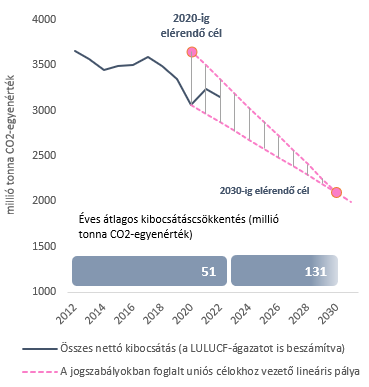 4000
3500
3000
2500
2000
1500
1000
millió tonna CO2-egyenérték
2020-ig
elérendő cél
2030-ig elérendő cél
Éves átlagos kibocsátáscsökkentés (millió
tonna CO2-egyenérték)
51
131
2012
2014
2016
2018
2020
2022
2024
2026
2028
2030
Összes nettó kibocsátás (a LULUCF-ágazatot is beszámítva)
A jogszabályokban foglalt uniós célokhoz vezető lineáris pálya